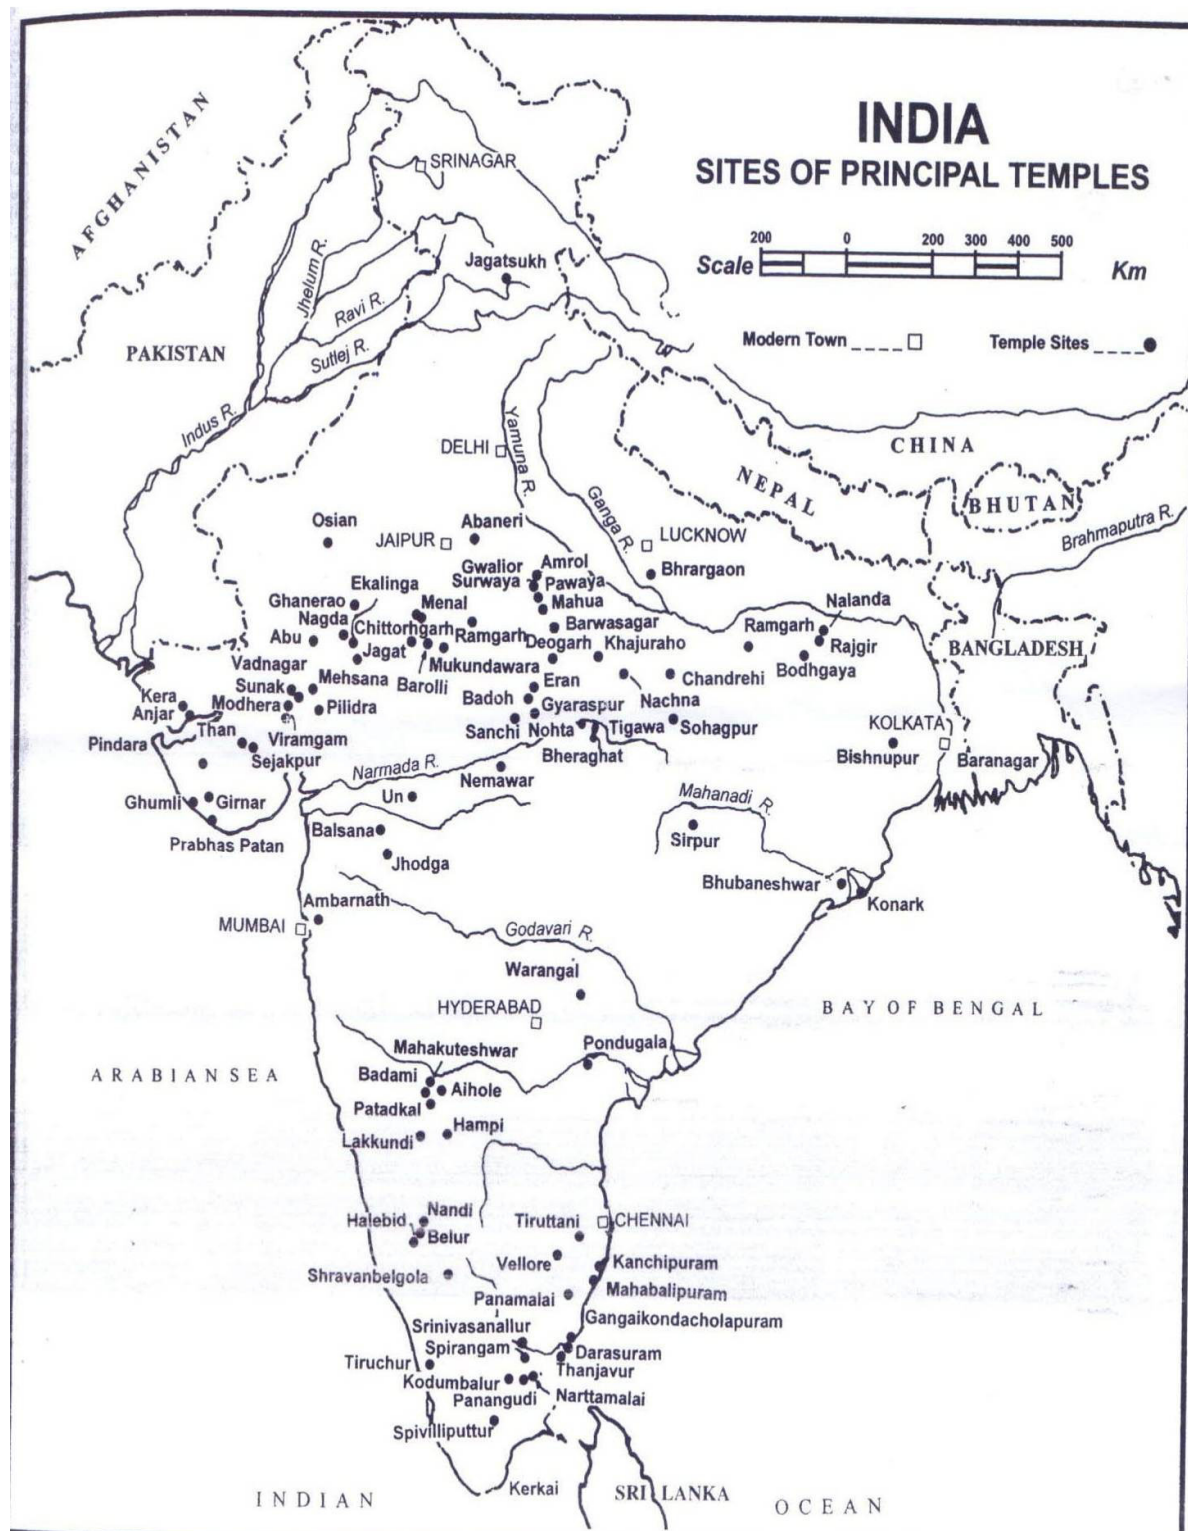 INDIA
SITES OF PRINCIPAL TEMPLES
200 0 200 300 400 500
Scale Km
Modern Town
Temple Sites
AFGHANISTAN
SRINAGAR
Jagatsukh
Jhelum R.
Ravi R.
Sutlej R.
PAKISTAN
Indus R.
DELHI
Yamuna R.
Ganga R.
NEPAL
CHINA
BHUTAN
Brahmaputra R.
Osian
JAIPUR
Abaneri
LUCKNOW
Gwalior
Amrol
Surwaya
Pawaya
Bhrargaon
Ekalinga
Ghanerao
Menal
Mahua
Nalanda
Nagda
Chittorhgarh
Ramgarh
Barwasagar
Ramgarh
Abu
Deogarh
Khajuraho
Rajgir
BANGLADESH
Jagat
Mukundawara
Bodhgaya
Vadnagar
Mehsana
Barolli
Eran
Chandrehi
Sunak
Kera
Modhera
Pilidra
Badoh
Nachna
Anjar
Gyaraspur
Than
Sanchi
Nohta
Tigawa
Sohagpur
KOLKATA
Pindara
Viramgam
Bheraghat
Bishnupur
Baranagar
Sejakpur
Narmada R.
Nemawar
Ghumli
Girnar
Un
Mahanadi R.
Prabhas Patan
Balsana
Sirpur
Jhodga
Bhubaneshwar
Konark
Ambarnath
MUMBAI
Godavari R.
Warangal
HYDERABAD
BAY OF BENGAL
Pondugala
Mahakuteshwar
ARABIAN SEA
Badami
Aihole
Patadkal
Hampi
Lakkundi
Nandi
Halebid
Tiruttani
CHENNAI
Belur
Vellore
Kanchipuram
Shravanbelgola
Mahabalipuram
Panamalai
Gangaikondacholapuram
Srinivasanallur
Spirangam
Darasuram
Tiruchur
Thanjavur
Kodumbalur
Panangudi
Narttamalai
Spivilliputtur
Kerkai
SRI LANKA
INDIAN OCEAN